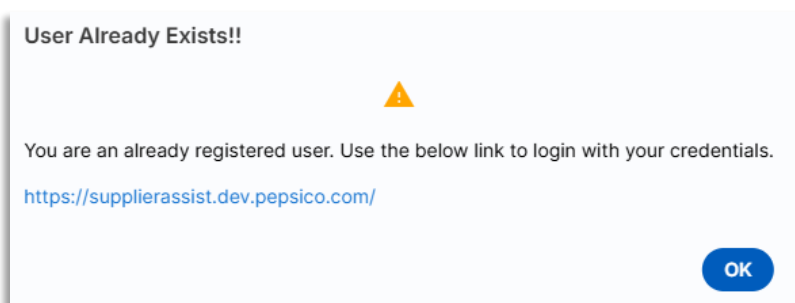 User Already Exists!!
You are an already registered user. Use the below link to login with your credentials.
https://supplierassist.dev.pepsico.com/
OK